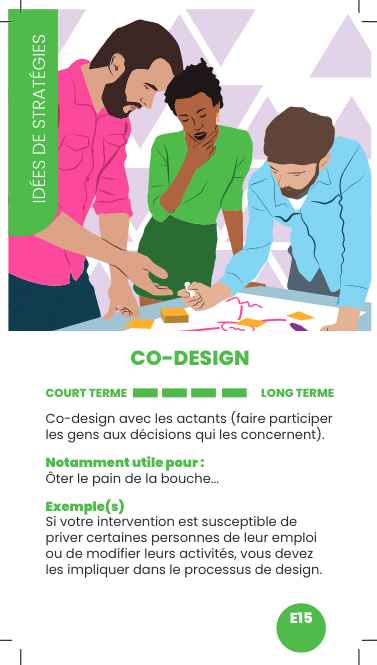 IDÉES DE STRATÉGIES
CO-DESIGN
COURT TERME LONG TERME
Co-design avec les actants (faire participer
les gens aux décisions qui les concernent).
Notamment utile pour :
Ôter le pain de la bouche...
Exemple(s)
Si votre intervention est susceptible de
priver certaines personnes de leur emploi
ou de modifier leurs activités, vous devez
les impliquer dans le processus de design.
E15